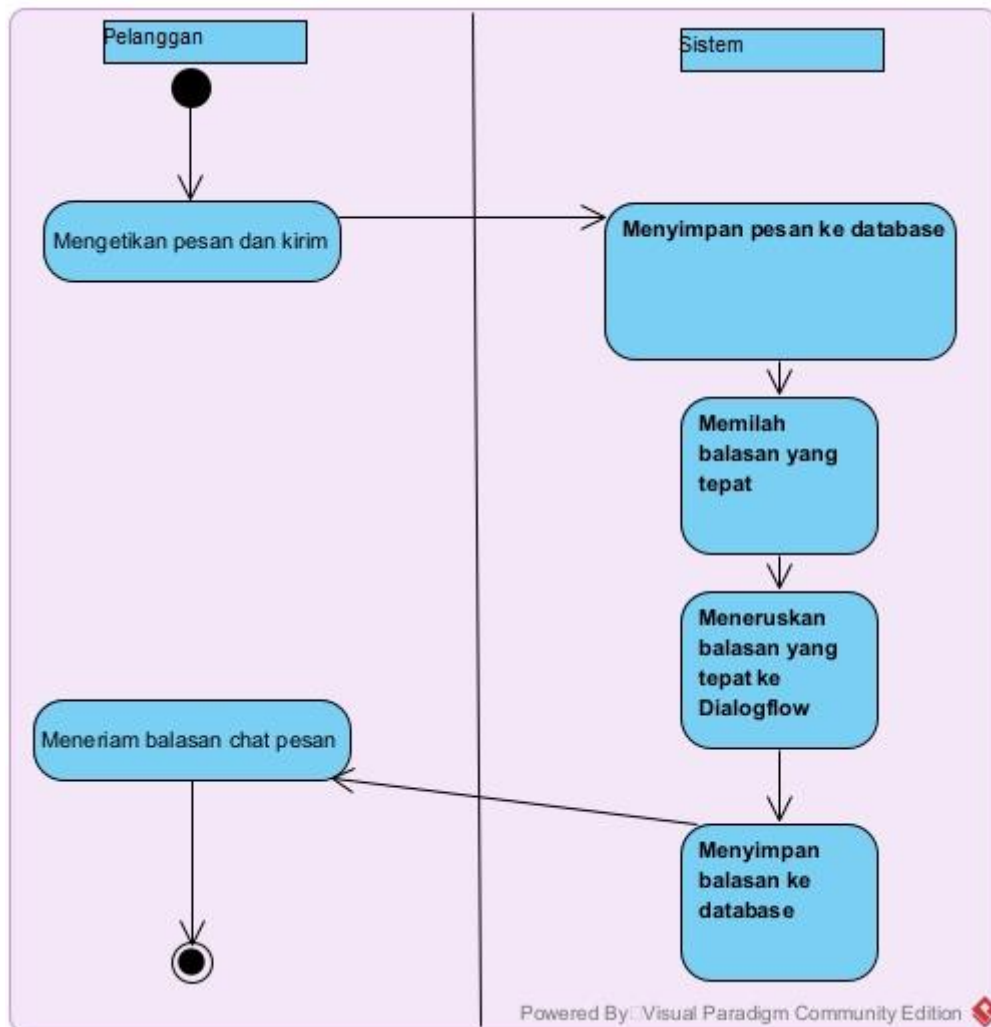 Pelanggan
Sistem
Mengetikan pesan dan kirim
Menyimpan pesan ke database
Memilah
balasan yang
tepat
Meneruskan
balasan yang
tepat ke
Dialogflow
Meneriam balasan chat pesan
Menyimpan
balasan ke
database
Powered By Visual Paradigm Community Edition